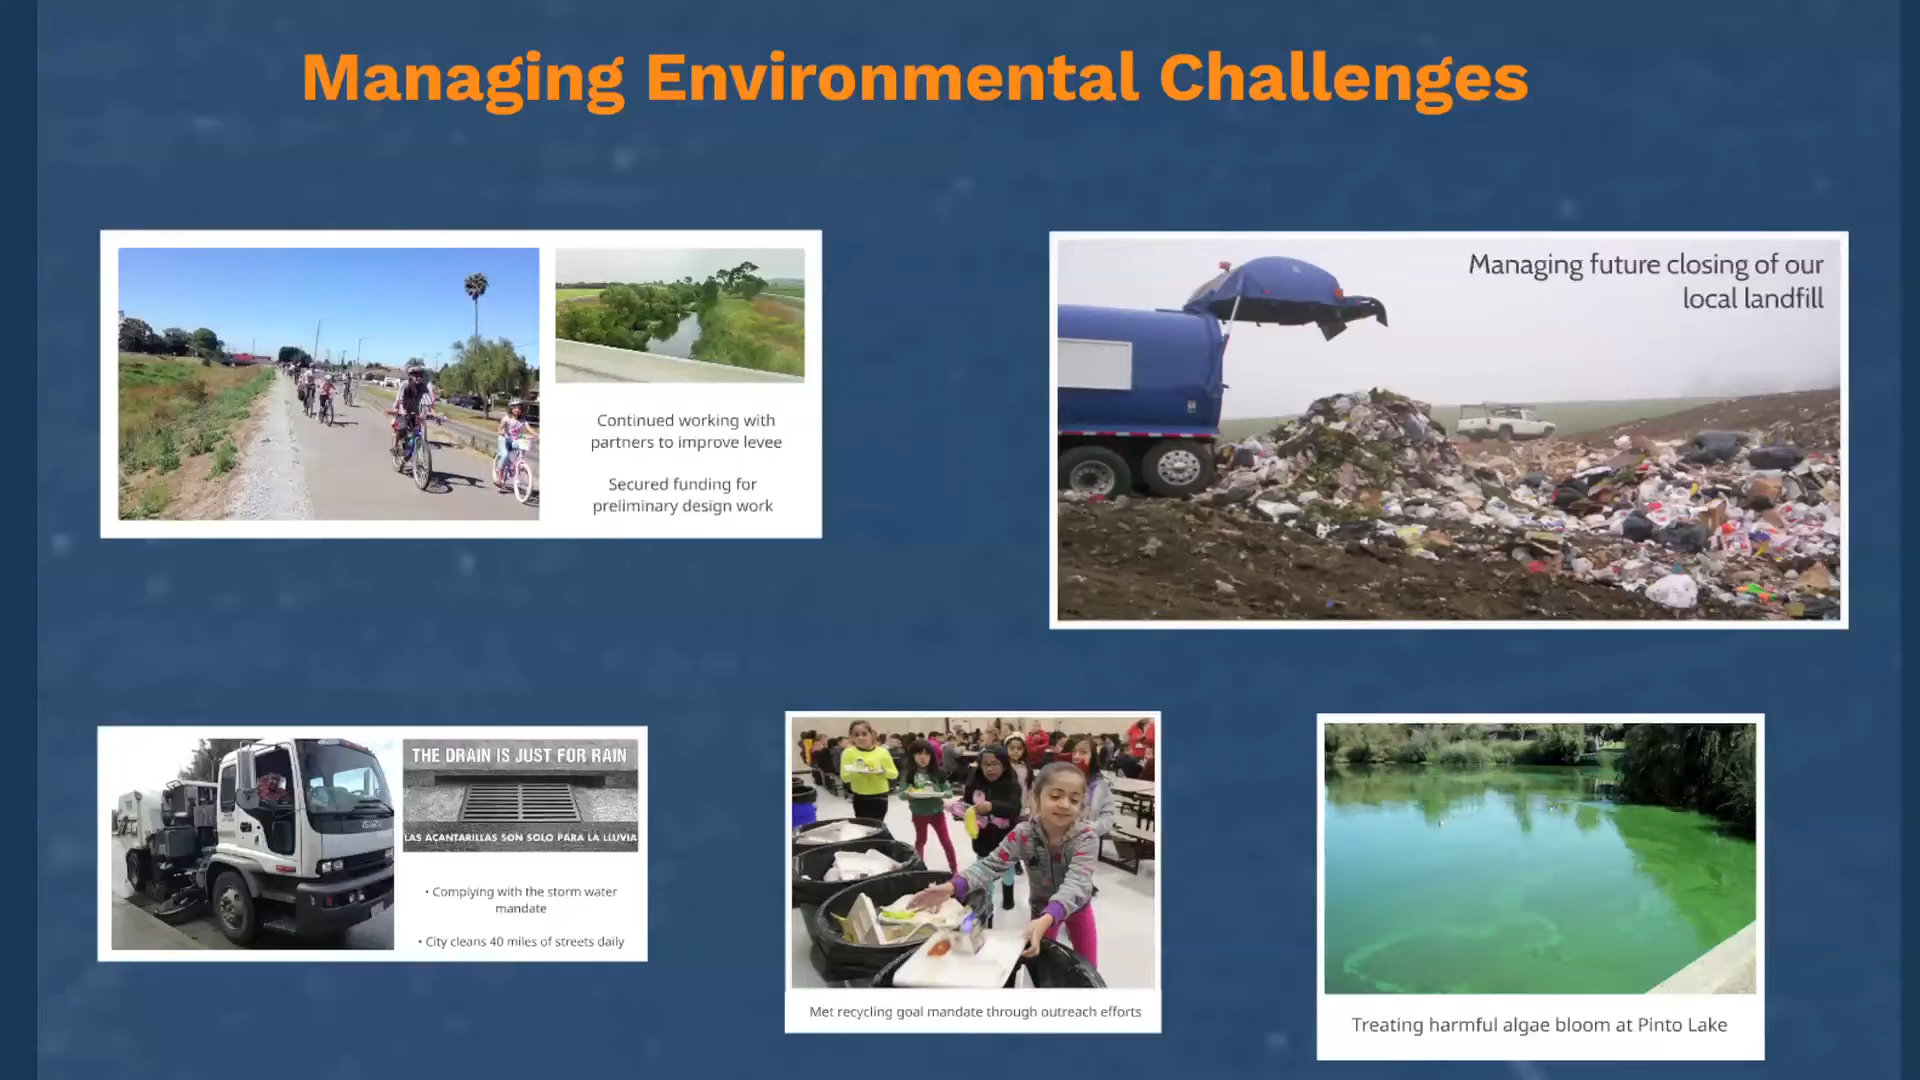 Managing Environmental Challenges
Continued working with
partners to improve levee
Secured funding for
preliminary design work
Managing future closing of our
local landfill
THE DRAIN IS JUST FOR RAIN
LAS ACANTARILLAS SON SOLO PARA LA LLUVIA
• Complying with the storm water
mandate
• City cleans 40 miles of streets daily
Met recycling goal mandate through outreach efforts
Treating harmful algae bloom at Pinto Lake